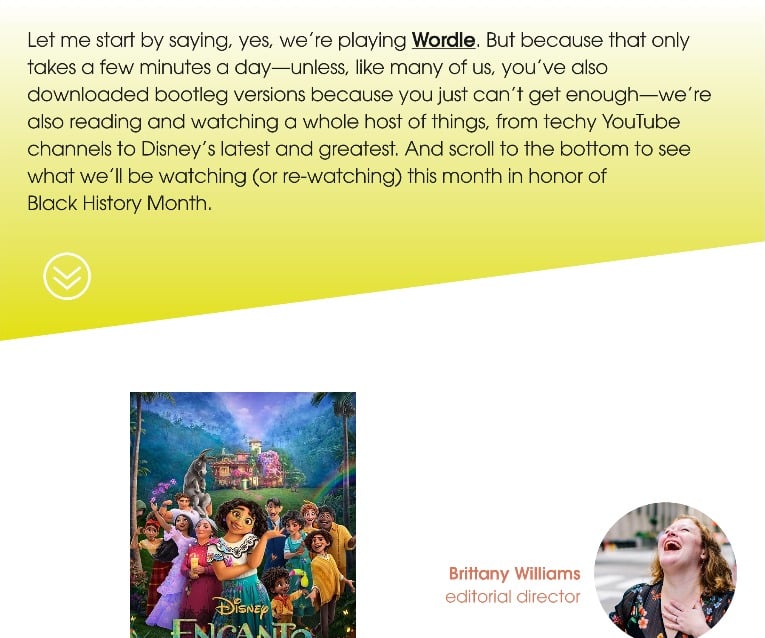 Let me start by saying, yes, we’re playing Wordle. But because that only
takes a few minutes a day—unless, like many of us, you’ve also
downloaded bootleg versions because you just can’t get enough—we’re
also reading and watching a whole host of things, from techy YouTube
channels to Disney’s latest and greatest. And scroll to the bottom to see
what we’ll be watching (or re-watching) this month in honor of
Black History Month.
Disney
ENCANTO
Brittany Williams
editorial director